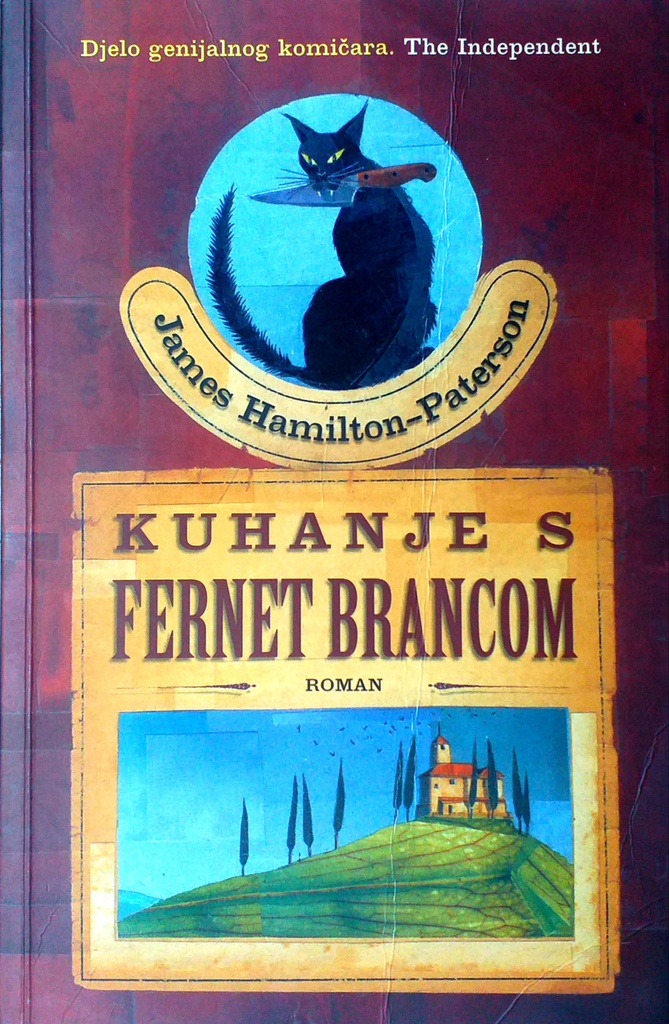 Djelo genijalnog komičara. The Independent
James Hamilton-Paterson
KUHANJE S
FERNET BRANCOM
ROMAN